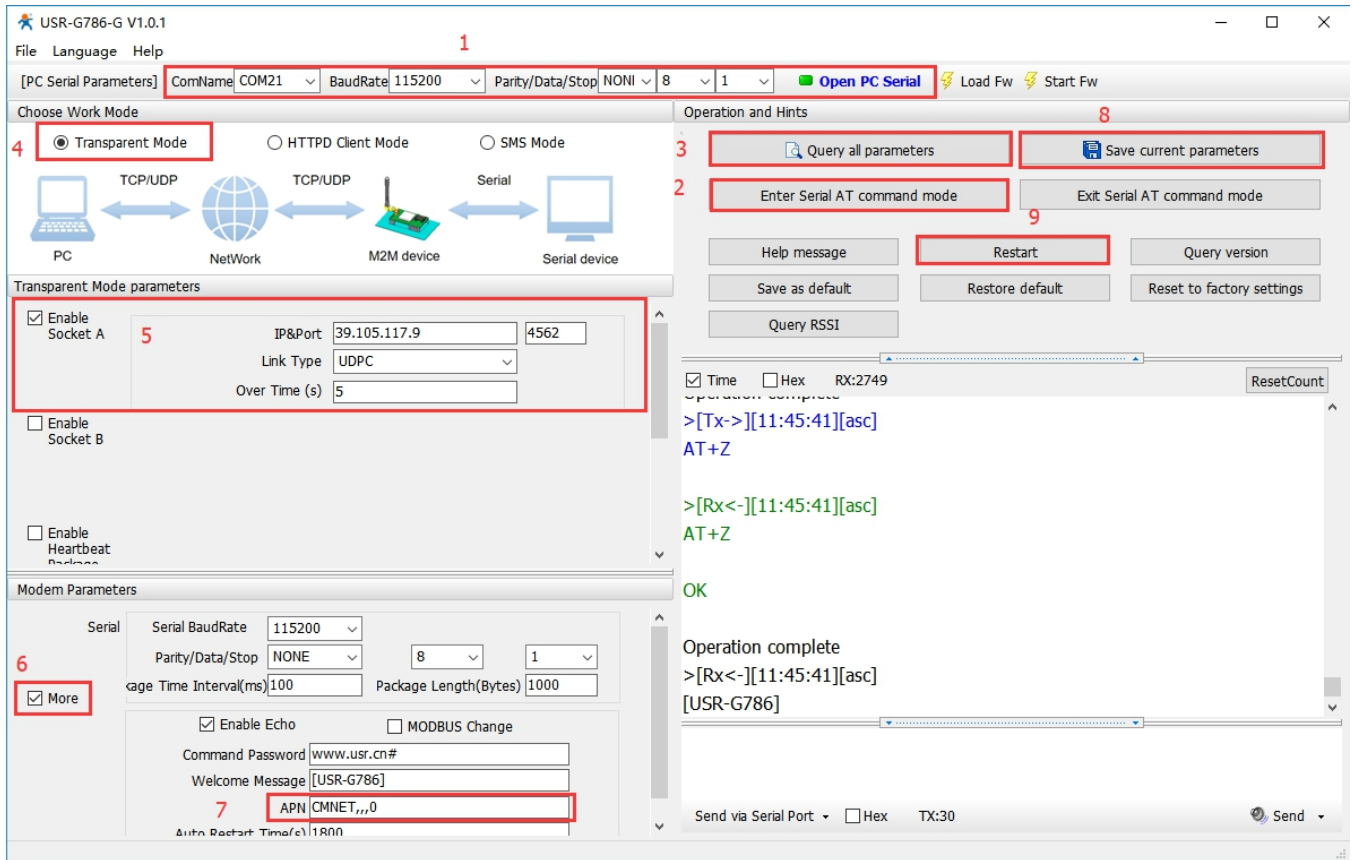 USR-G786-G V1.0.1
File Language Help
1
[PC Serial Parameters] ComName COM21 BaudRate 115200 Parity/Data/Stop NONI 8 1 Open PC Serial Load Fw Start Fw
Choose Work Mode
4 Transparent Mode HTTPD Client Mode SMS Mode
TCP/UDP TCP/UDP Serial
PC NetWork M2M device Serial device
Transparent Mode parameters
Enable
Socket A
5
IP&Port 39.105.117.9 4562
Link Type UDPC
Over Time (s) 5
Enable
Socket B
Enable
Heartbeat
Package
Modem Parameters
Serial Serial BaudRate 115200
Parity/Data/Stop NONE 8 1
kage Time Interval(ms) 100 Package Length(Bytes) 1000
6
More
Enable Echo MODBUS Change
Command Password www.usr.cn#
Welcome Message [USR-G786]
7 APN CMNET,,,0
Auto Restart Time(s) 1800
Operation and Hints
8
3 Query all parameters Save current parameters
2 Enter Serial AT command mode Exit Serial AT command mode
9
Help message Restart Query version
Save as default Restore default Reset to factory settings
Query RSSI
Time Hex RX:2749 ResetCount
Operation complete
>[Tx->][11:45:41][asc]
AT+Z
>[Rx<-][11:45:41][asc]
AT+Z
OK
Operation complete
>[Rx<-][11:45:41][asc]
[USR-G786]
Send via Serial Port Hex TX:30 Send